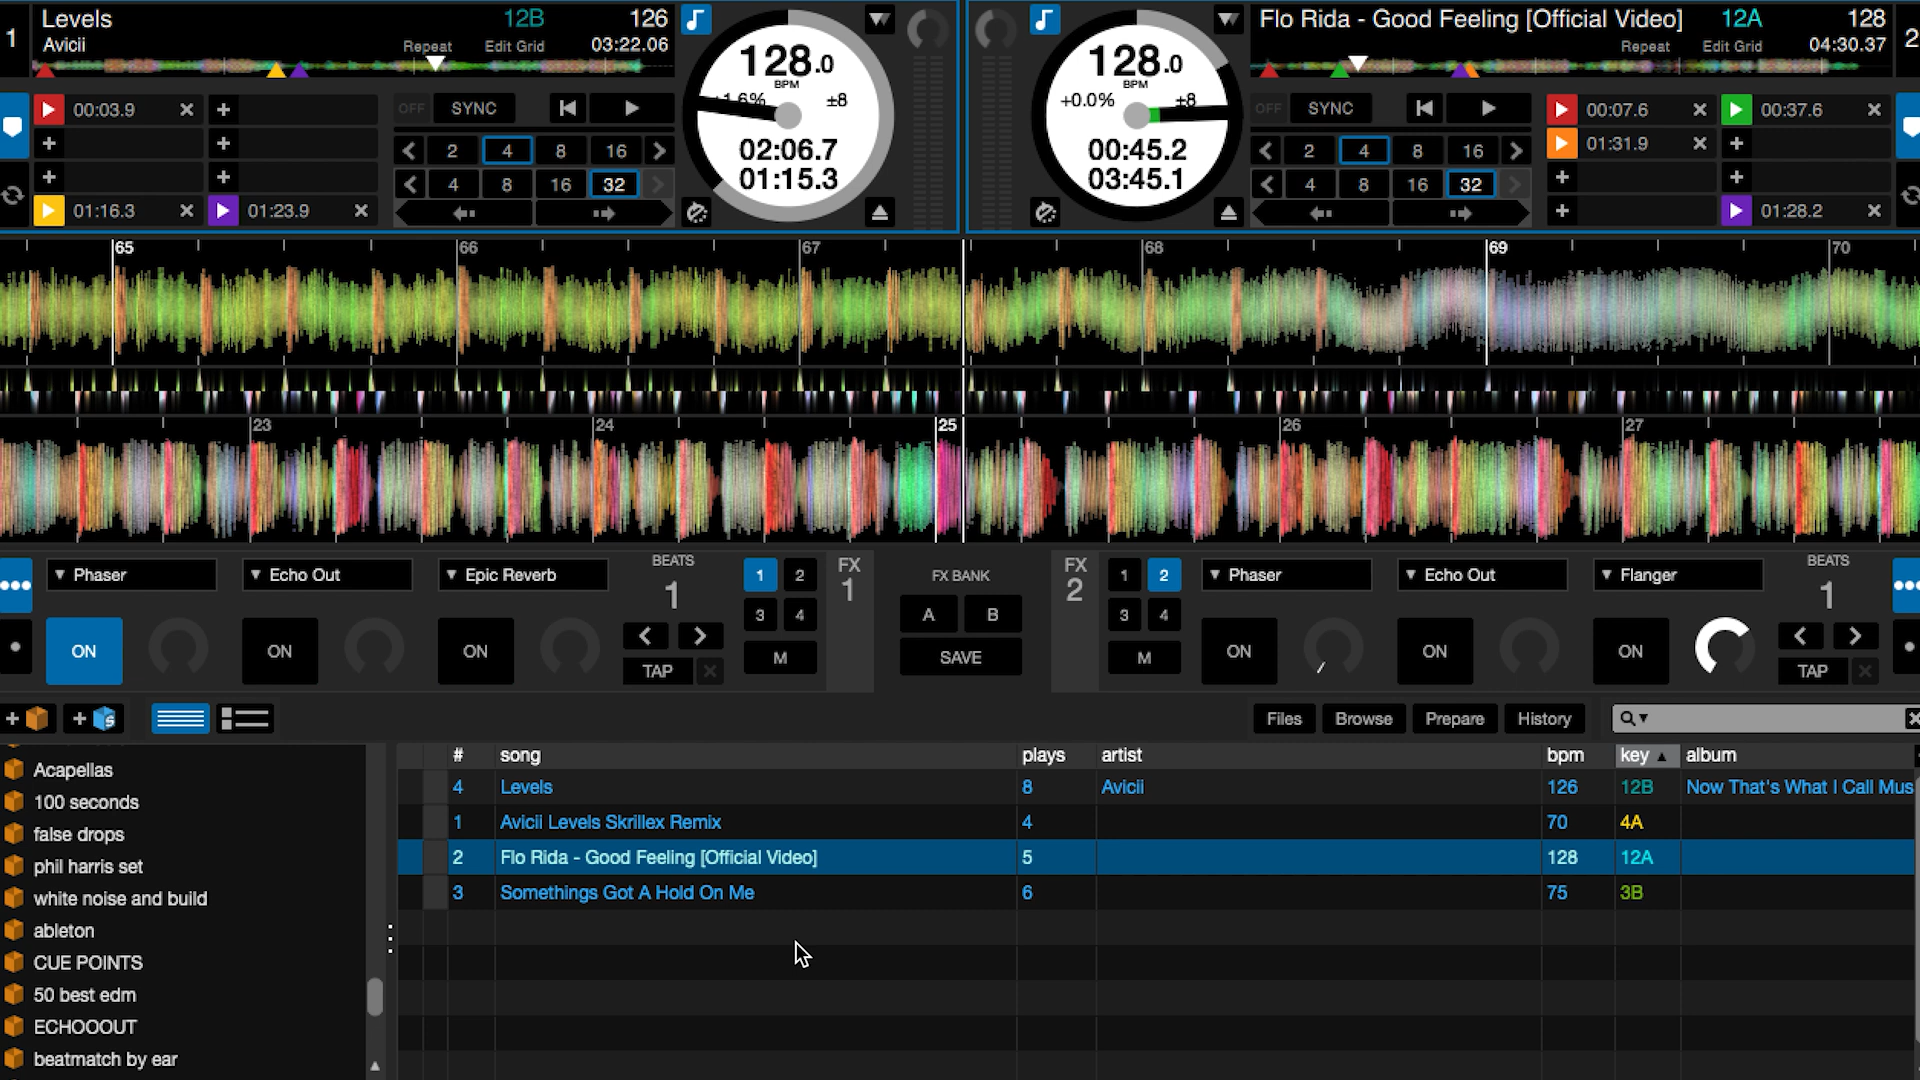 1
Levels
12B
126
Avicii
Repeat
Edit Grid
03:22.06
Flo Rida - Good Feeling [Official Video]
12A
128
2
Repeat
Edit Grid
04:30.37
128.0
BPM
±8
02:06.7
01:15.3
128.0
BPM
+0.0%
±8
00:45.2
03:45.1
00:03.9
01:16.3
01:23.9
OFF
SYNC
2 4 8 16
4 8 16 32
OFF
SYNC
2 4 8 16
4 8 16 32
00:07.6
00:37.6
01:31.9
01:28.2
65 66 67 68 69 70
23 24 25 26 27
Phaser
Echo Out
Epic Reverb
BEATS
1
1 2
3 4
M
FX
1
FX BANK
A B
SAVE
FX
2
1 2
3 4
M
Phaser
Echo Out
Flanger
BEATS
1
ON
ON
ON
TAP
ON
ON
ON
TAP
Files
Browse
Prepare
History
# song plays artist bpm key album
4 Levels 8 Avicii 126 12B Now That's What I Call Mus
1 Avicii Levels Skrillex Remix 4 70 4A
2 Flo Rida - Good Feeling [Official Video] 5 128 12A
3 Somethings Got A Hold On Me 6 75 3B
Acapellas
100 seconds
false drops
phil harris set
white noise and build
ableton
CUE POINTS
50 best edm
ECHOOOUT
beatmatch by ear